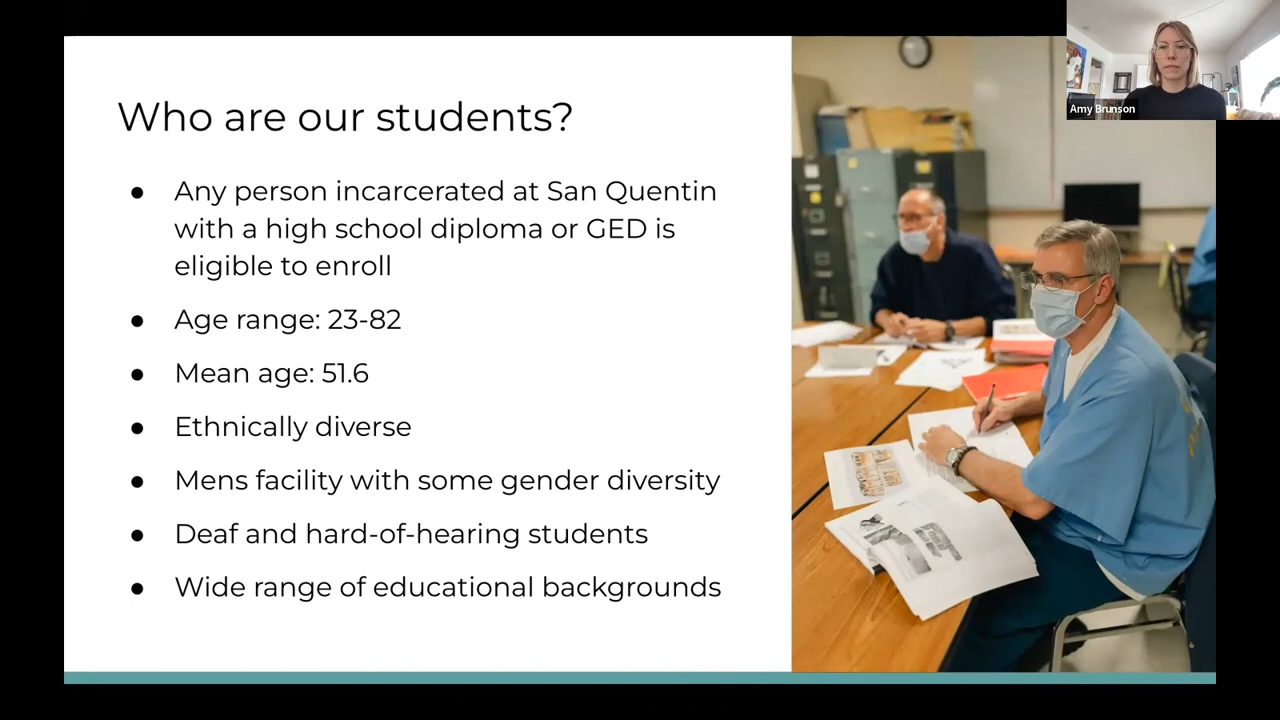 Who are our students?
● Any person incarcerated at San Quentin
with a high school diploma or GED is
eligible to enroll
● Age range: 23-82
● Mean age: 51.6
● Ethnically diverse
● Mens facility with some gender diversity
● Deaf and hard-of-hearing students
● Wide range of educational backgrounds
Amy Brunson